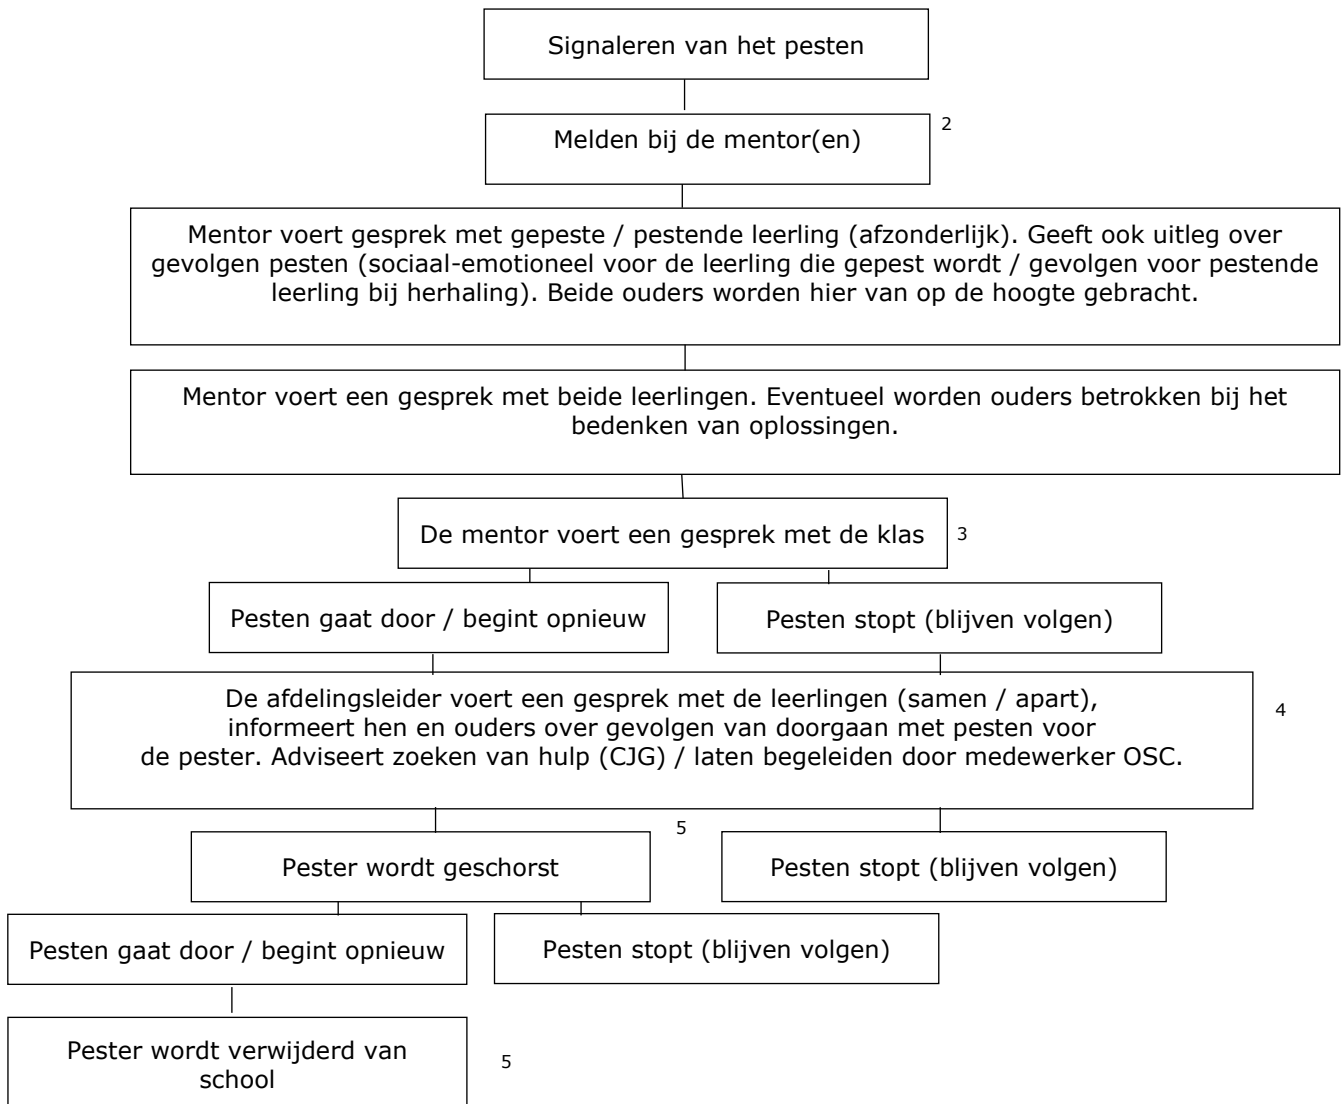 Signaleren van het pesten
Melden bij de mentor(en)
2
Mentor voert gesprek met gepeste / pestende leerling (afzonderlijk). Geeft ook uitleg over
gevolgen pesten (sociaal-emotioneel voor de leerling die gepest wordt / gevolgen voor pestende
leerling bij herhaling). Beide ouders worden hier van op de hoogte gebracht.
Mentor voert een gesprek met beide leerlingen. Eventueel worden ouders betrokken bij het
bedenken van oplossingen.
De mentor voert een gesprek met de klas
3
Pesten gaat door / begint opnieuw
Pesten stopt (blijven volgen)
De afdelingsleider voert een gesprek met de leerlingen (samen / apart),
informeert hen en ouders over gevolgen van doorgaan met pesten voor
de pester. Adviseert zoeken van hulp (CJG) / laten begeleiden door medewerker OSC.
4
Pester wordt geschorst
5
Pesten stopt (blijven volgen)
Pesten gaat door / begint opnieuw
Pesten stopt (blijven volgen)
Pester wordt verwijderd van
school
5